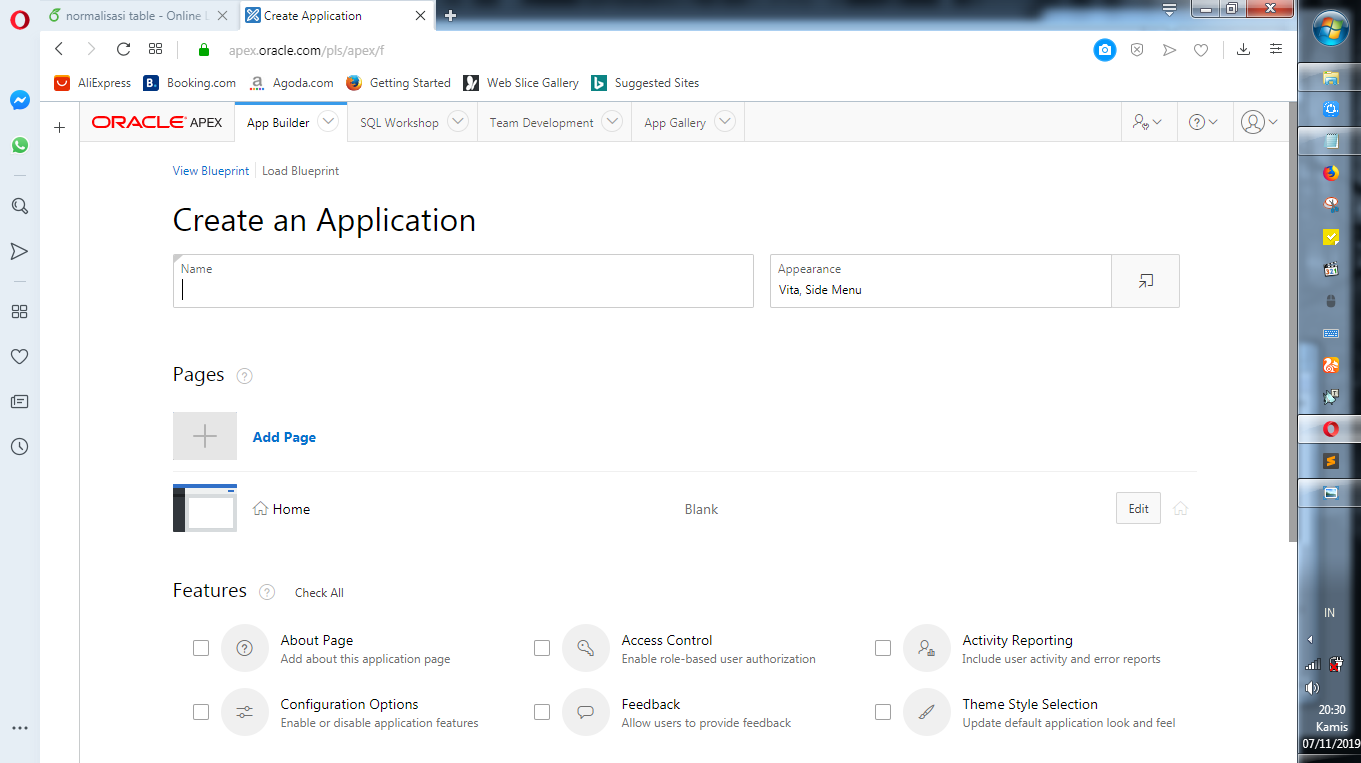 normalisasi table - Online L
Create Application
apex.oracle.com/pls/apex/f
AliExpress
B. Booking.com
a Agoda.com
Getting Started
Web Slice Gallery
Suggested Sites
ORACLE APEX
App Builder
SQL Workshop
Team Development
App Gallery
View Blueprint
Load Blueprint
Create an Application
Name
Appearance
Vita, Side Menu
Pages ?
Add Page
Home
Blank
Edit
Features ?
Check All
About Page
Add about this application page
Access Control
Enable role-based user authorization
Activity Reporting
Include user activity and error reports
Configuration Options
Enable or disable application features
Feedback
Allow users to provide feedback
Theme Style Selection
Update default application look and feel
321
IN
20:30
Kamis
07/11/2019